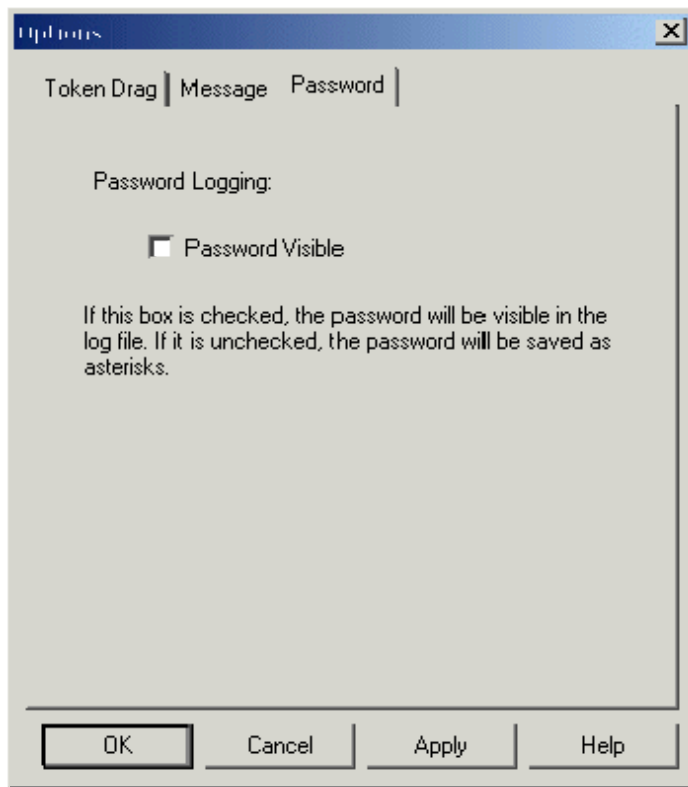 Options
Token Drag Message Password
Password Logging:
Password Visible
If this box is checked, the password will be visible in the
log file. If it is unchecked, the password will be saved as
asterisks.
OK Cancel Apply Help